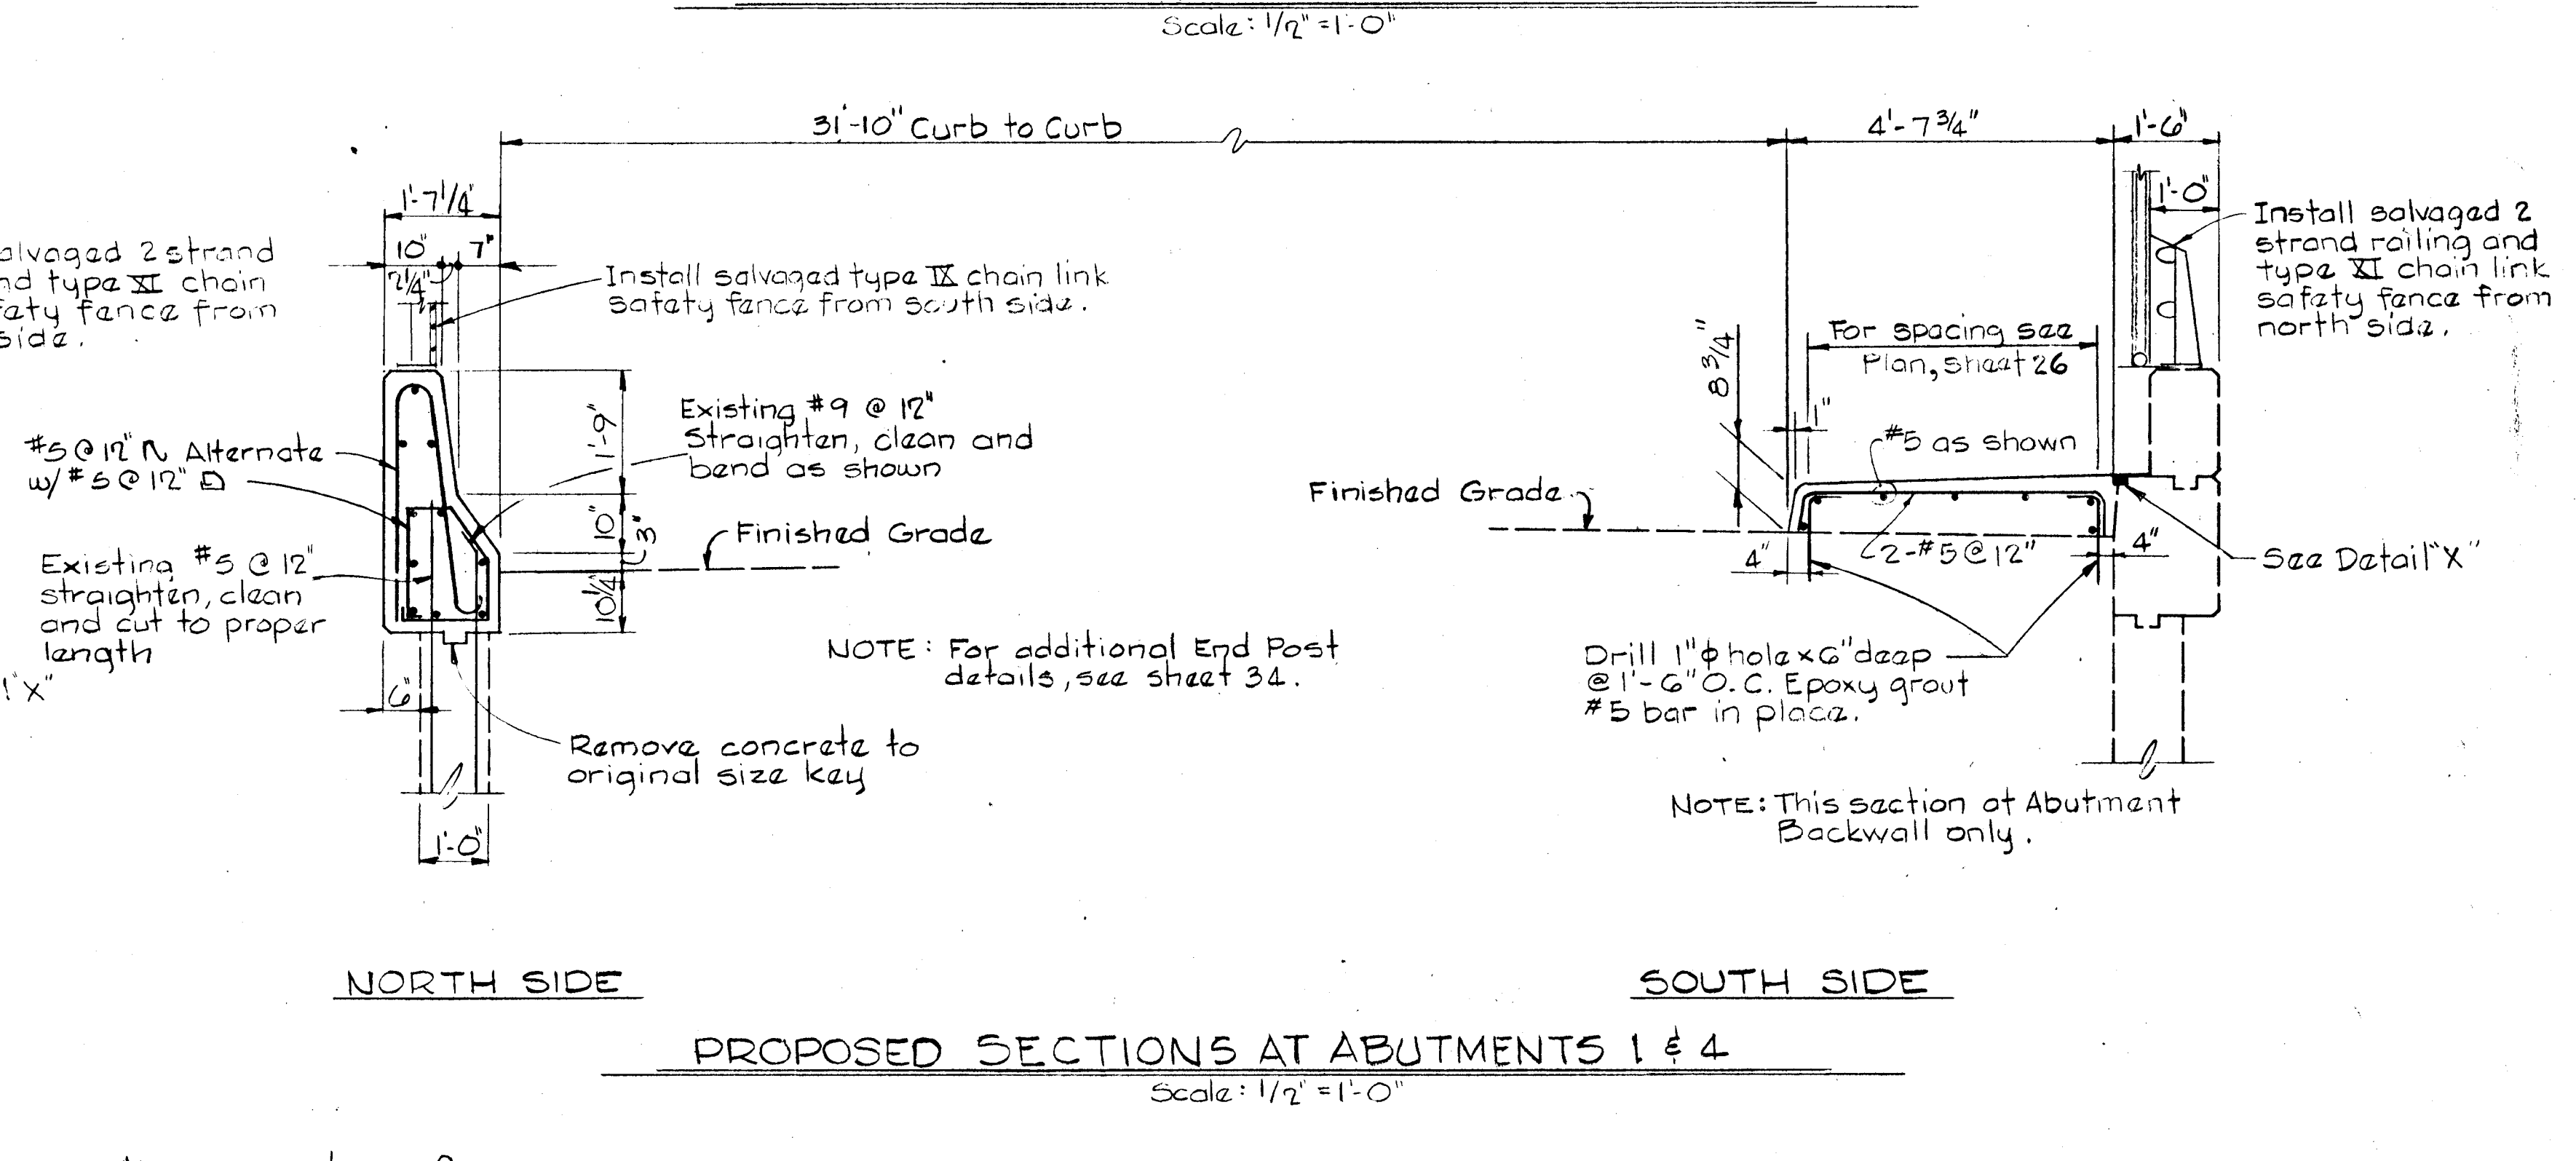 Scale: 1/2" = 1'-0"
31'-10" Curb to Curb
4'-7 3/4"
1'-6"
1'-7 1/4"
10"
7"
2 1/4"
1'-0"
alvaged 2 strand
nd type XI chain
fety fence from
side.
Install salvaged type IX chain link
safety fence from south side.
Install salvaged 2
strand railing and
type XI chain link
safety fence from
north side.
8 3/4"
For spacing see
Plan, sheet 26
1"
1'-9"
Existing #9 @ 12"
Straighten, clean and
bend as shown
#5 @ 12" Alternate
w/ #5 @ 12"
#5 as shown
Finished Grade
10"
3"
Finished Grade
10 1/4"
Existing #5 @ 12"
straighten, clean
and cut to proper
length
"X"
4"
2-#5 @ 12"
4"
See Detail "X"
NOTE: For additional End Post
details, see sheet 34.
Drill 1"ϕ hole x 6" deep
@ 1'-6" O.C. Epoxy grout
#5 bar in place.
6"
Remove concrete to
original size key
1'-0"
NOTE: This section at Abutment
Backwall only.
NORTH SIDE
SOUTH SIDE
PROPOSED SECTIONS AT ABUTMENTS 1 & 4
Scale: 1/2" = 1'-0"